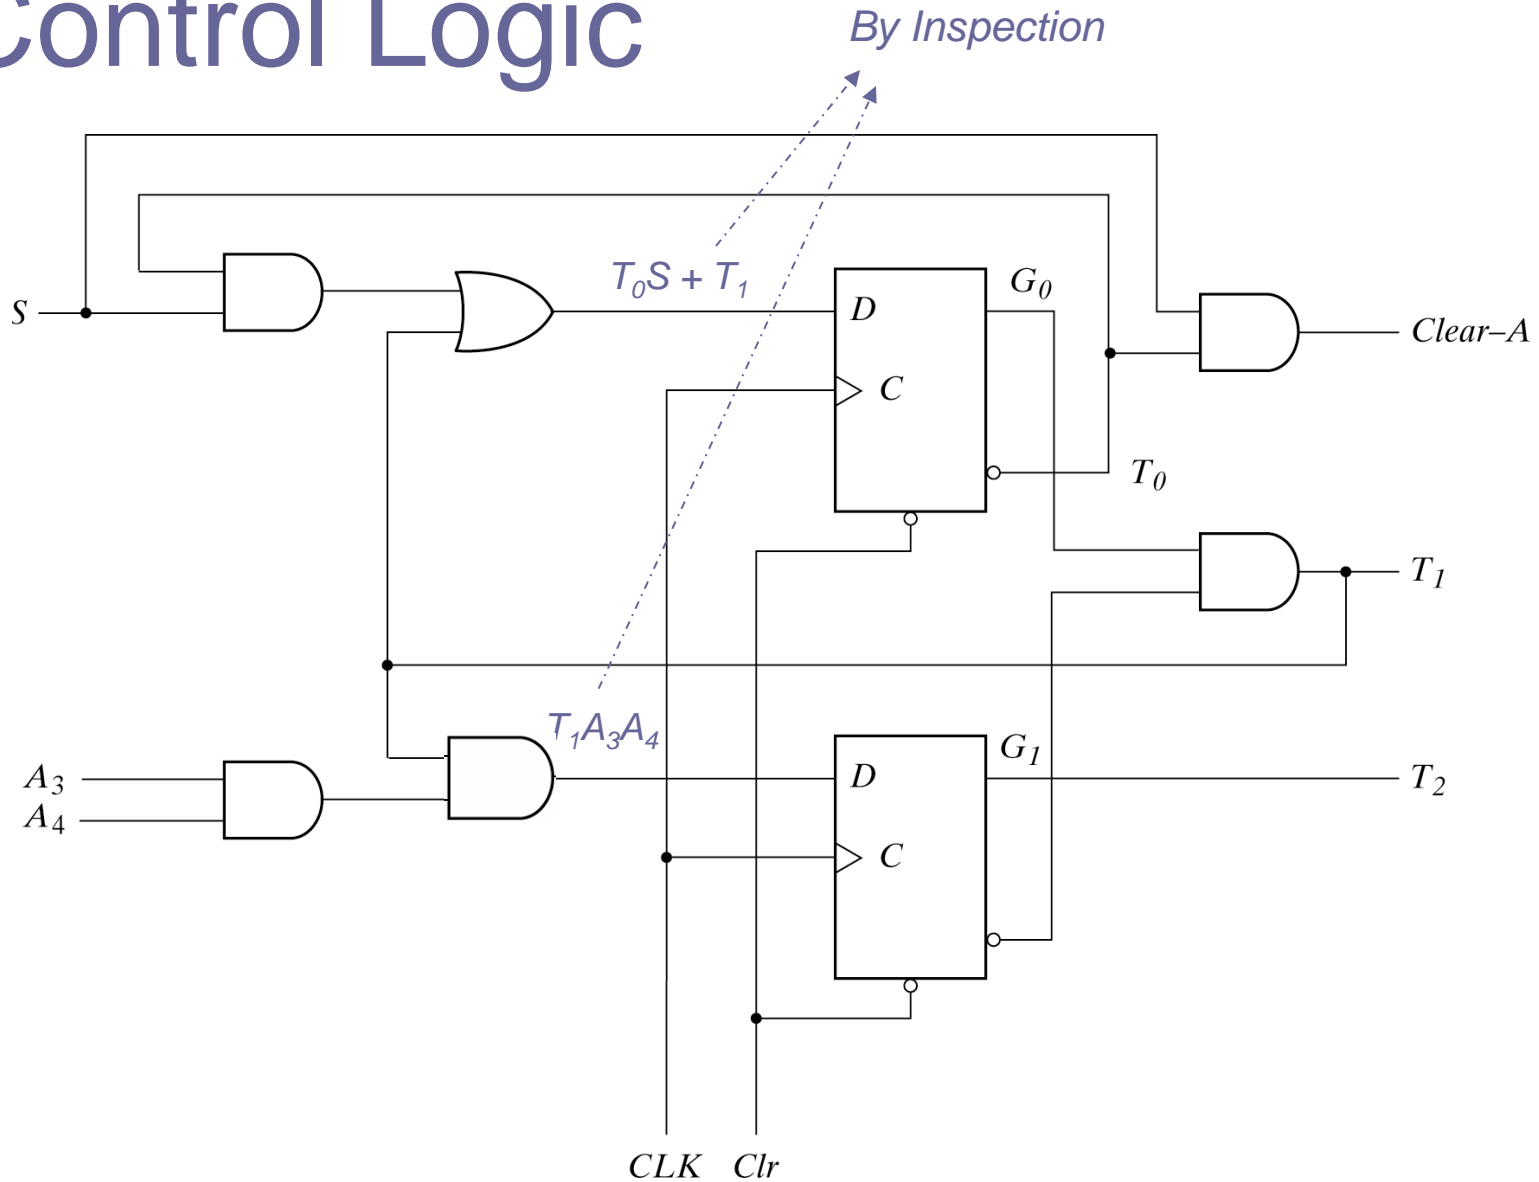 Control Logic
By Inspection
S
T₀S + T₁
D
G₀
Clear–A
C
T₀
T₁
T₁A₃A₄
A₃
A₄
D
G₁
T₂
C
CLK Clr